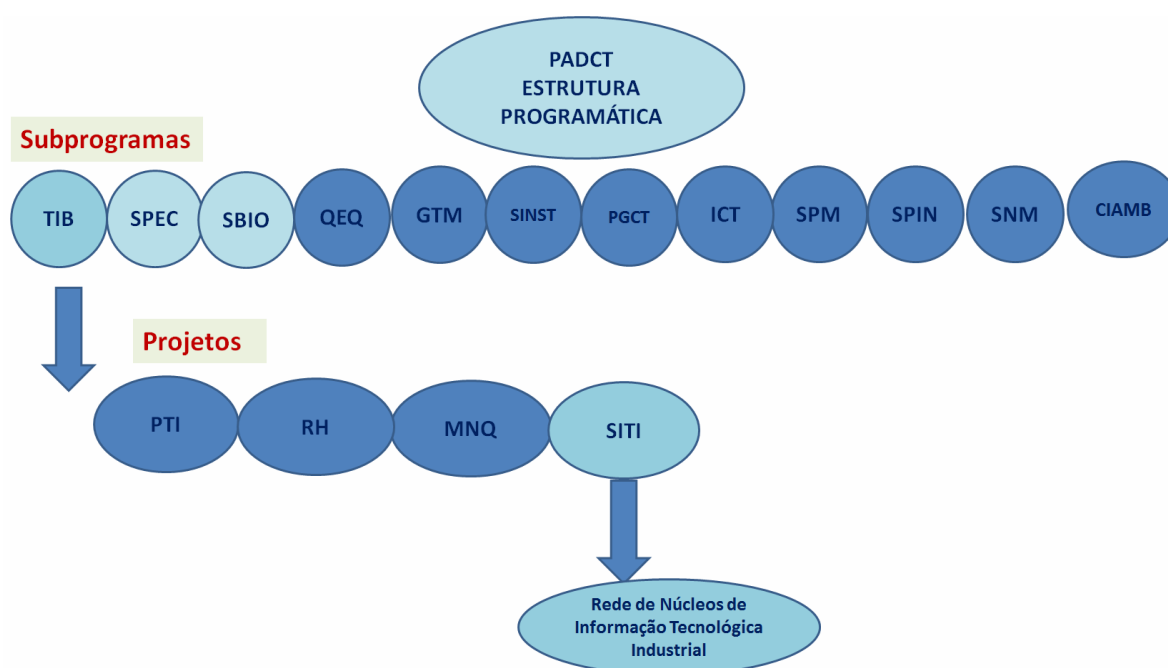 PADCT
ESTRUTURA
PROGRAMÁTICA
Subprogramas
TIB SPEC SBIO QEQ GTM SINST PGCT ICT SPM SPIN SNM CIAMB
Projetos
PTI RH MNQ SITI
Rede de Núcleos de
Informação Tecnológica
Industrial